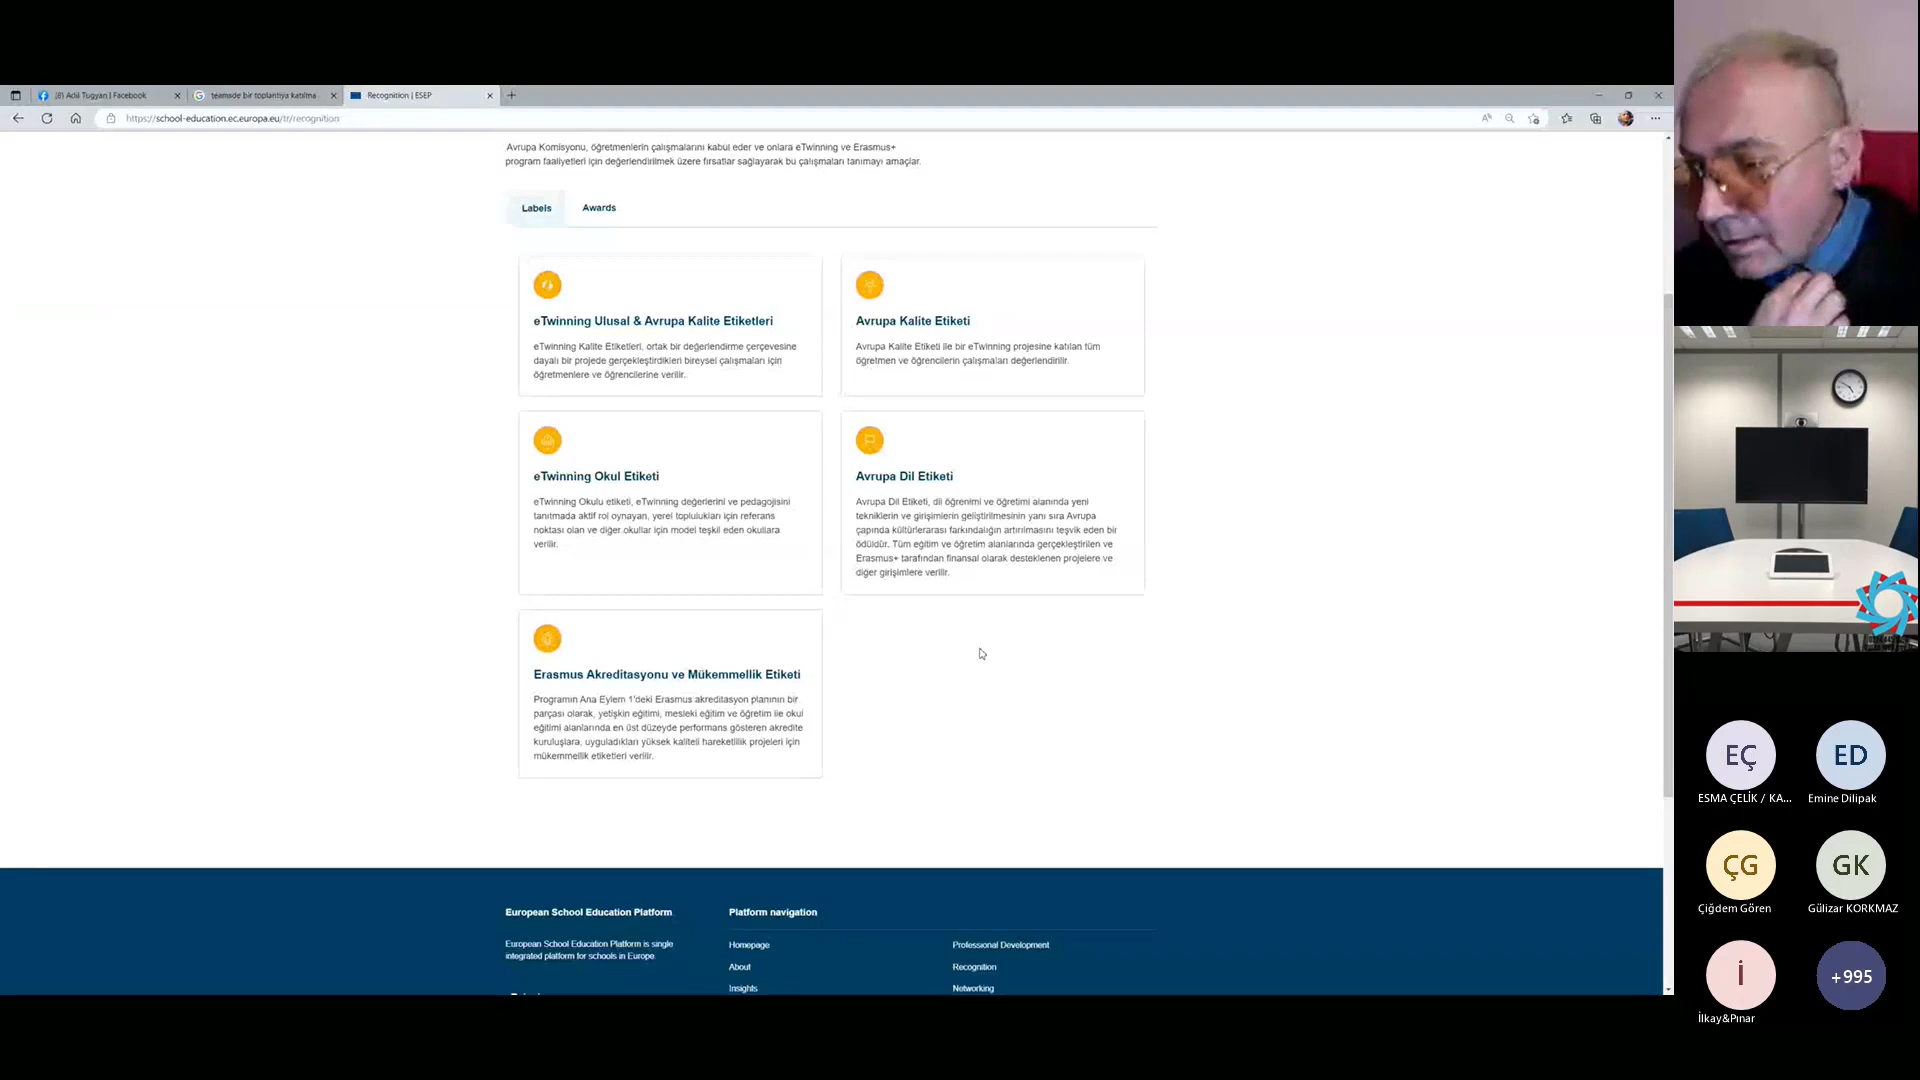 (8) Adil Tugyan | Facebook
teamsde bir toplantıya katılma
Recognition | ESEP
https://school-education.ec.europa.eu/tr/recognition
Avrupa Komisyonu, öğretmenlerin çalışmalarını kabul eder ve onlara eTwinning ve Erasmus+
program faaliyetleri için değerlendirilmek üzere fırsatlar sağlayarak bu çalışmaları tanımayı amaçlar.
Labels
Awards
eTwinning Ulusal & Avrupa Kalite Etiketleri
eTwinning Kalite Etiketleri, ortak bir değerlendirme çerçevesine
dayalı bir projede gerçekleştirdikleri bireysel çalışmaları için
öğretmenlere ve öğrencilerine verilir.
Avrupa Kalite Etiketi
Avrupa Kalite Etiketi ile bir eTwinning projesine katılan tüm
öğretmen ve öğrencilerin çalışmaları değerlendirilir.
eTwinning Okul Etiketi
eTwinning Okulu etiketi, eTwinning değerlerini ve pedagojisini
tanıtmada aktif rol oynayan, yerel toplulukları için referans
noktası olan ve diğer okullar için model teşkil eden okullara
verilir.
Avrupa Dil Etiketi
Avrupa Dil Etiketi, dil öğrenimi ve öğretimi alanında yeni
tekniklerin ve girişimlerin geliştirilmesinin yanı sıra Avrupa
çapında kültürlerarası farkındalığın artırılmasını teşvik eden bir
ödüldür. Tüm eğitim ve öğretim alanlarında gerçekleştirilen ve
Erasmus+ tarafından finansal olarak desteklenen projelere ve
diğer girişimlere verilir.
Erasmus Akreditasyonu ve Mükemmellik Etiketi
Programın Ana Eylem 1'deki Erasmus akreditasyon planının bir
parçası olarak, yetişkin eğitimi, mesleki eğitim ve öğretim ile okul
eğitimi alanlarında en üst düzeyde performans gösteren akredite
kuruluşlara, uyguladıkları yüksek kaliteli hareketlilik projeleri için
mükemmellik etiketleri verilir.
European School Education Platform
European School Education Platform is single
integrated platform for schools in Europe
Platform navigation
Homepage
About
Insights
Professional Development
Recognition
Networking
EÇ
ESMA ÇELİK / KA...
ED
Emine Dilipak
ÇG
Çiğdem Gören
GK
Gülizar KORKMAZ
İ
İlkay&Pınar
+995